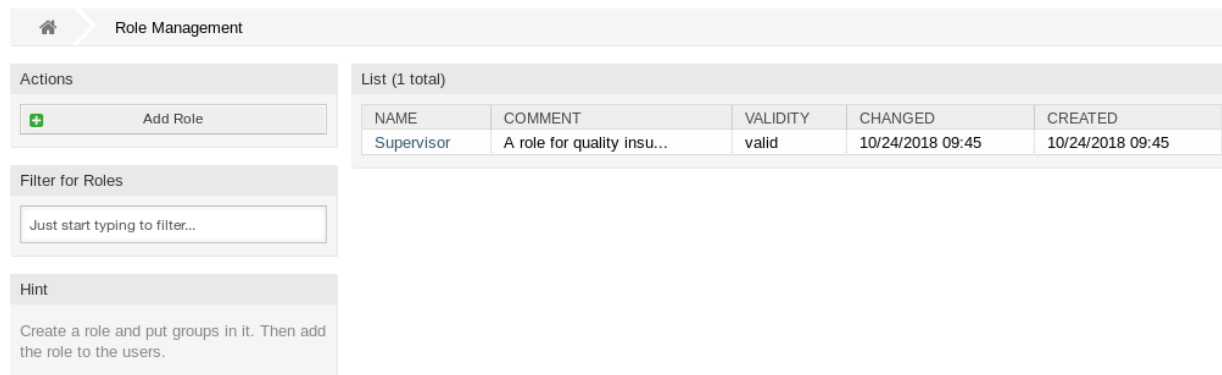 Role Management
Actions
Add Role
Filter for Roles
Just start typing to filter...
Hint
Create a role and put groups in it. Then add
the role to the users.
List (1 total)
NAME COMMENT VALIDITY CHANGED CREATED
Supervisor A role for quality insu... valid 10/24/2018 09:45 10/24/2018 09:45